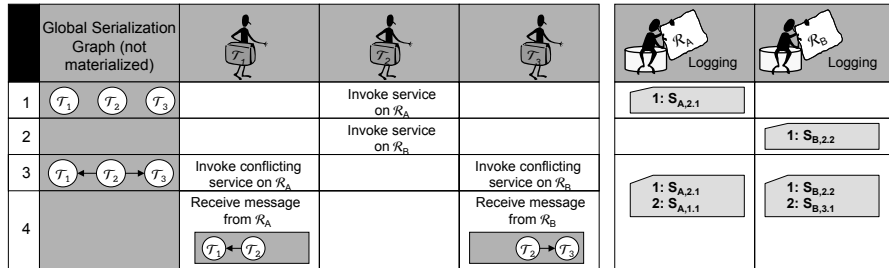 Global Serialization
Graph (not
materialized)
𝒯1
𝒯2
𝒯3
ℛA
Logging
ℛB
Logging
1
𝒯1 𝒯2 𝒯3
Invoke service
on ℛA
1: SA,2.1
2
Invoke service
on ℛB
1: SB,2.2
3
𝒯1 𝒯2 𝒯3
Invoke conflicting
service on ℛA
Invoke conflicting
service on ℛB
1: SA,2.1
2: SA,1.1
1: SB,2.2
2: SB,3.1
4
Receive message
from ℛA
𝒯1 𝒯2
Receive message
from ℛB
𝒯2 𝒯3